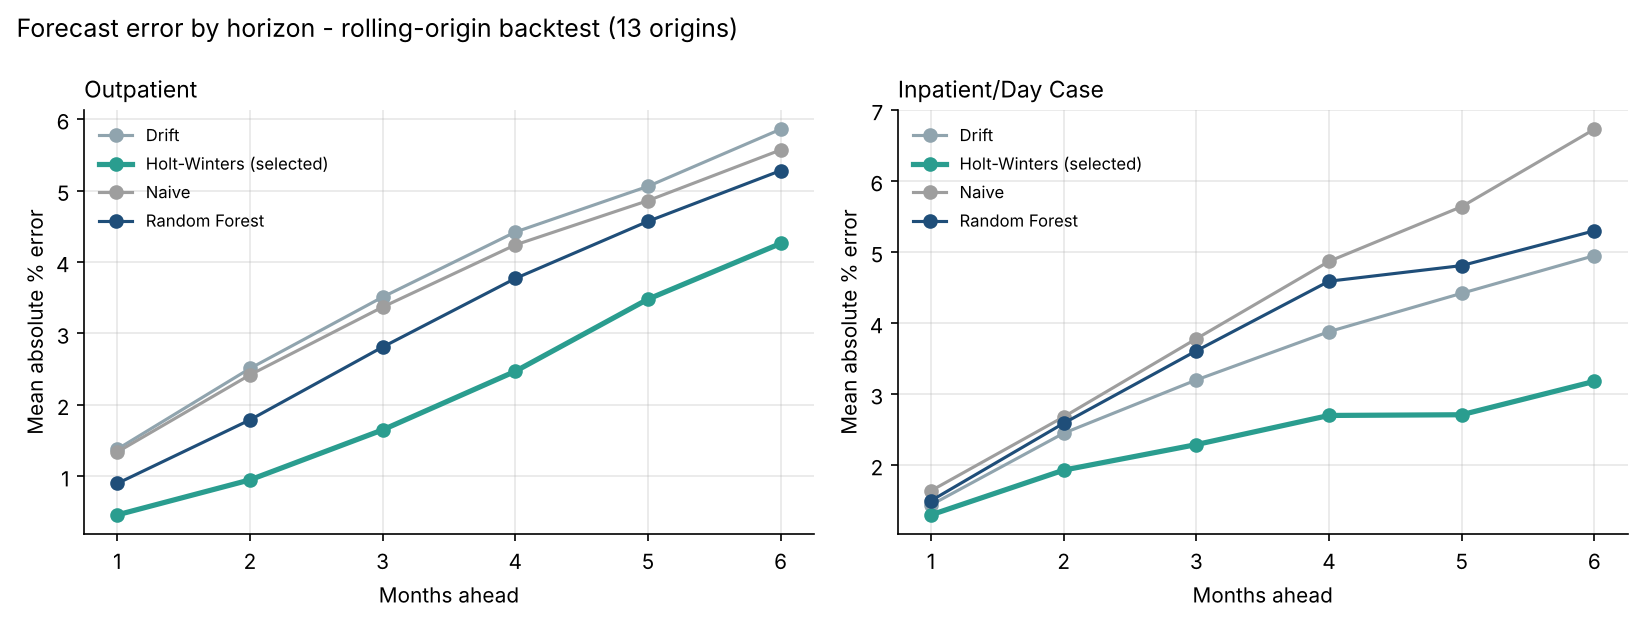 Forecast error by horizon - rolling-origin backtest (13 origins)
Outpatient
Drift
Holt-Winters (selected)
Naive
Random Forest
Mean absolute % error
6
5
4
3
2
1
1 2 3 4 5 6
Months ahead
Inpatient/Day Case
Drift
Holt-Winters (selected)
Naive
Random Forest
Mean absolute % error
7
6
5
4
3
2
1 2 3 4 5 6
Months ahead